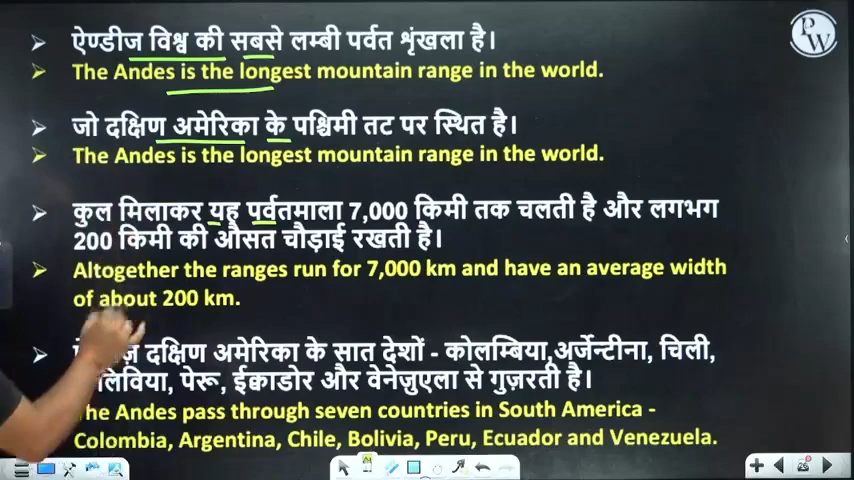 ऐण्डीज विश्व की सबसे लम्बी पर्वत श्रृंखला है।
The Andes is the longest mountain range in the world.
जो दक्षिण अमेरिका के पश्चिमी तट पर स्थित है।
The Andes is the longest mountain range in the world.
कुल मिलाकर यह पर्वतमाला 7,000 किमी तक चलती है और लगभग
200 किमी की औसत चौड़ाई रखती है।
Altogether the ranges run for 7,000 km and have an average width
of about 200 km.
दक्षिण अमेरिका के सात देशों - कोलम्बिया,अर्जेन्टीना, चिली,
पेरू, ईक्वाडोर और वेनेजुएला से गुज़रती है।
The Andes pass through seven countries in South America -
Colombia, Argentina, Chile, Bolivia, Peru, Ecuador and Venezuela.
PW
26